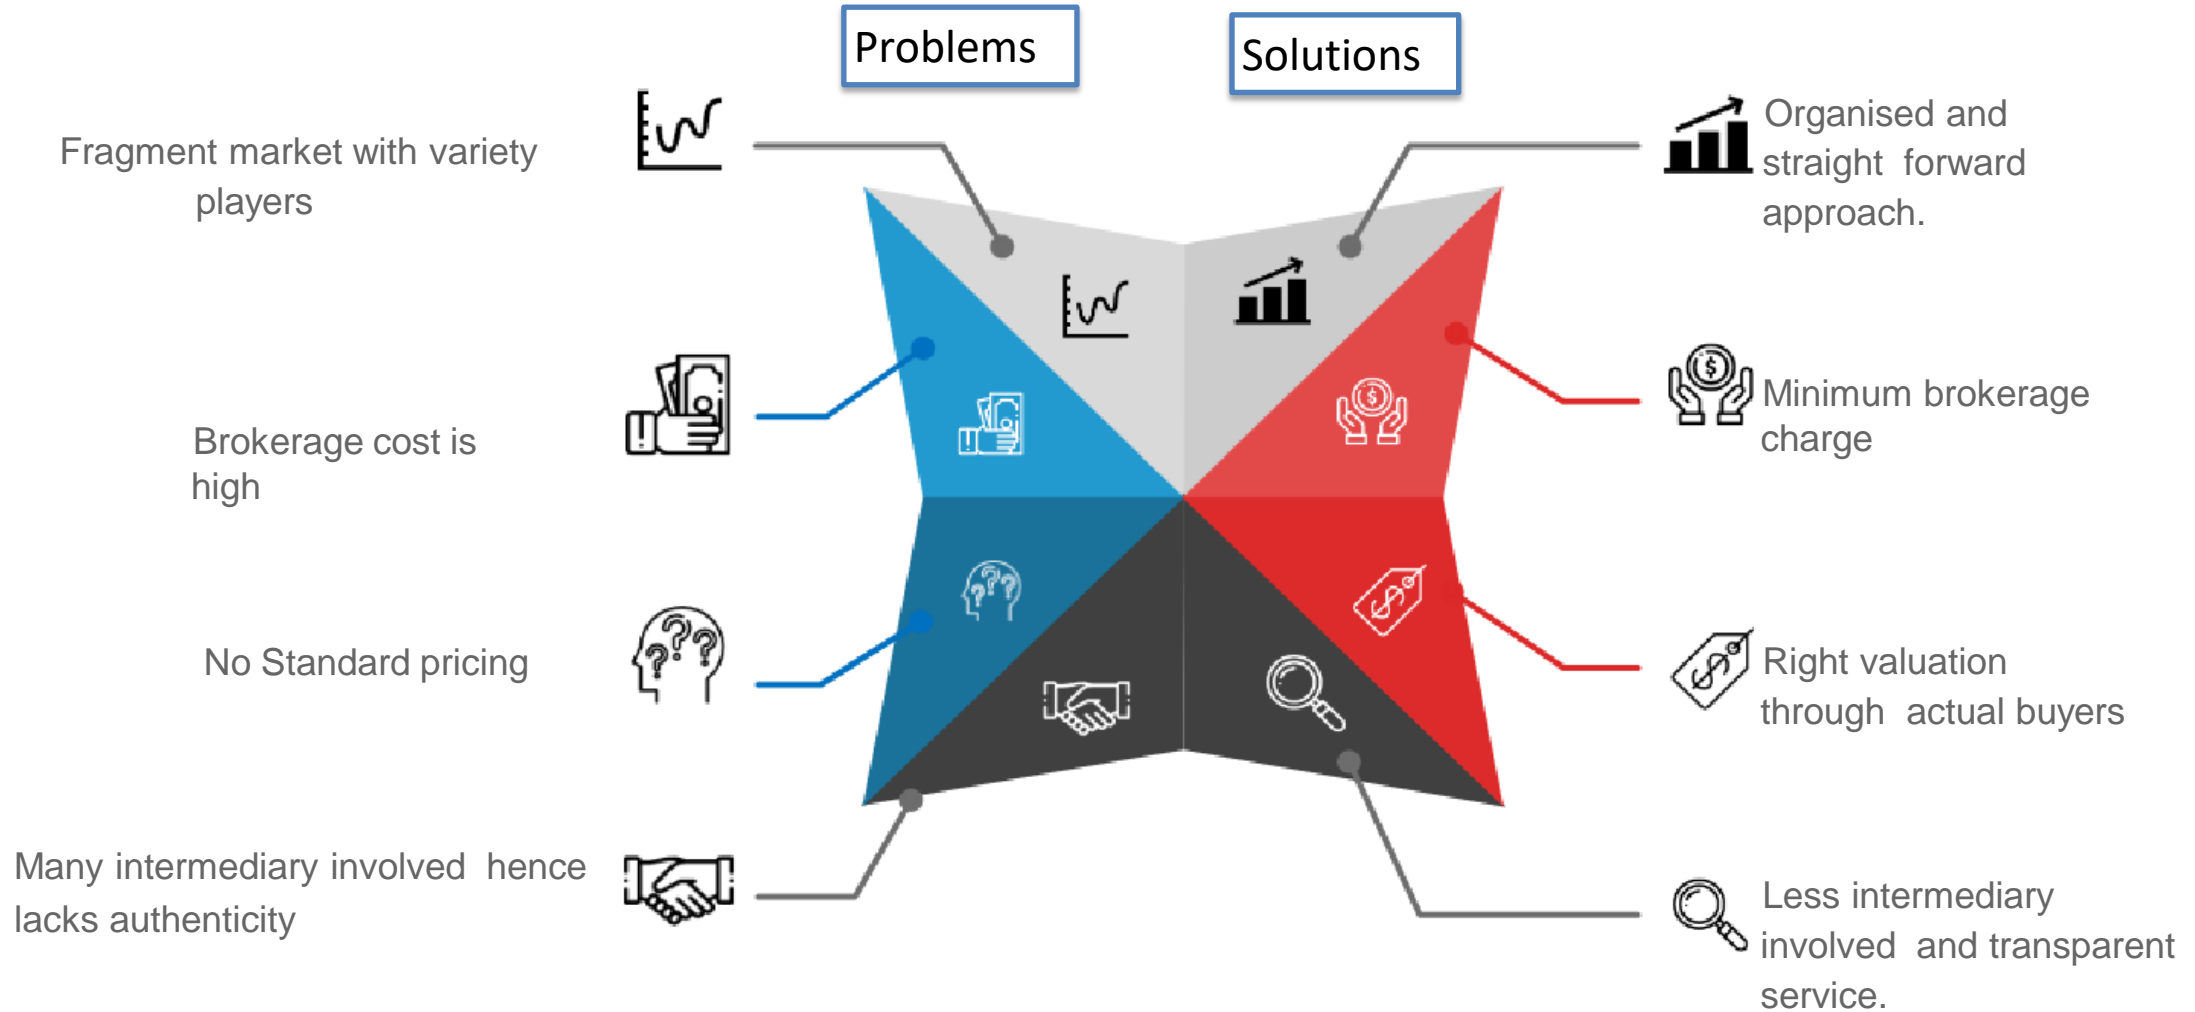 Problems
Solutions
Fragment market with variety
players
Brokerage cost is
high
No Standard pricing
Many intermediary involved hence
lacks authenticity
Organised and
straight forward
approach.
Minimum brokerage
charge
Right valuation
through actual buyers
Less intermediary
involved and transparent
service.